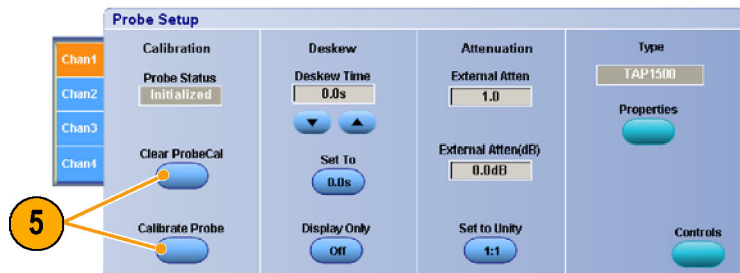 Probe Setup
Chan1
Chan2
Chan3
Chan4
Calibration
Probe Status
Initialized
Clear ProbeCal
Calibrate Probe
Deskew
Deskew Time
0.0s
Set To
0.0s
Display Only
Off
Attenuation
External Atten
1.0
External Atten(dB)
0.0dB
Set to Unity
1:1
Type
TAP1500
Properties
Controls
5